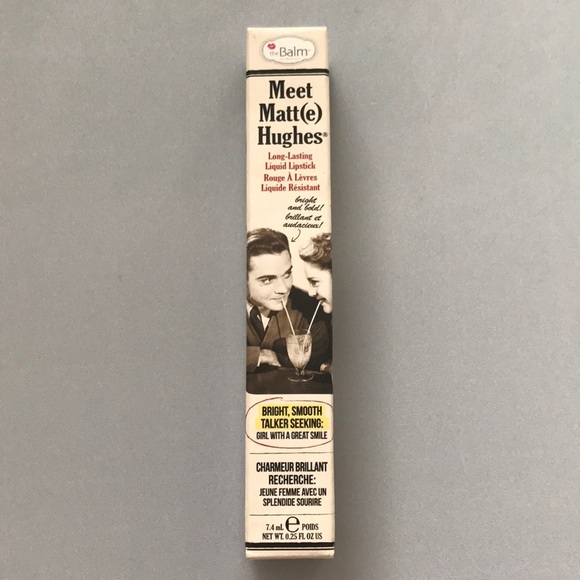 theBalm
Meet
Matt(e)
Hughes®
Long-Lasting
Liquid Lipstick
Rouge À Lèvres
Liquide Résistant
bright
and bold!
brillant et
audacieux!
BRIGHT, SMOOTH
TALKER SEEKING:
GIRL WITH A GREAT SMILE
CHARMEUR BRILLANT
RECHERCHE:
JEUNE FEMME AVEC UN
SPLENDIDE SOURIRE
7.4 mL e POIDS
NET WT. 0.25 FL OZ US